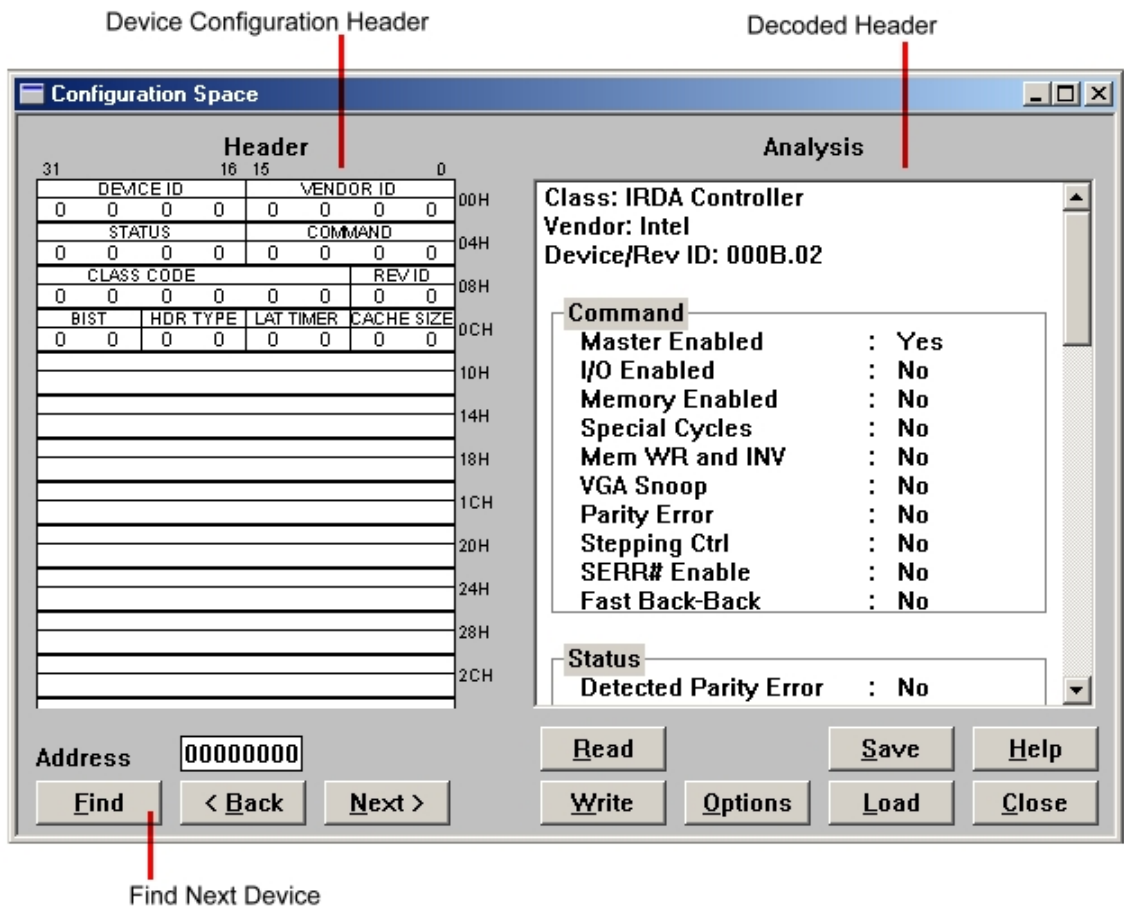 Device Configuration Header
Decoded Header
Configuration Space
Header
31 16 15 0
DEVICE ID VENDOR ID
0 0 0 0 0 0 0 0 00H
STATUS COMMAND
0 0 0 0 0 0 0 0 04H
CLASS CODE REV ID
0 0 0 0 0 0 0 0 08H
BIST HDR TYPE LAT TIMER CACHE SIZE
0 0 0 0 0 0 0 0 0CH
10H
14H
18H
1CH
20H
24H
28H
2CH
Analysis
Class: IRDA Controller
Vendor: Intel
Device/Rev ID: 000B.02
Command
Master Enabled : Yes
I/O Enabled : No
Memory Enabled : No
Special Cycles : No
Mem WR and INV : No
VGA Snoop : No
Parity Error : No
Stepping Ctrl : No
SERR# Enable : No
Fast Back-Back : No
Status
Detected Parity Error : No
Address 00000000
Find < Back Next >
Read Save Help
Write Options Load Close
Find Next Device